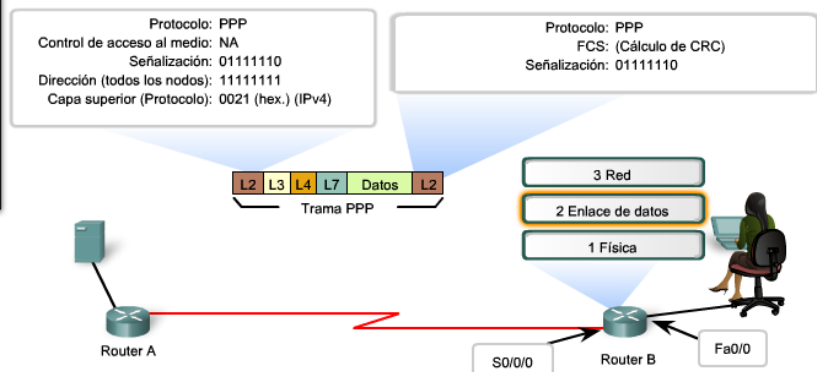 Protocolo: PPP
Control de acceso al medio: NA
Señalización: 01111110
Dirección (todos los nodos): 11111111
Capa superior (Protocolo): 0021 (hex.) (IPv4)
Protocolo: PPP
FCS: (Cálculo de CRC)
Señalización: 01111110
L2 L3 L4 L7 Datos L2
Trama PPP
3 Red
2 Enlace de datos
1 Física
Router A
S0/0/0
Router B
Fa0/0